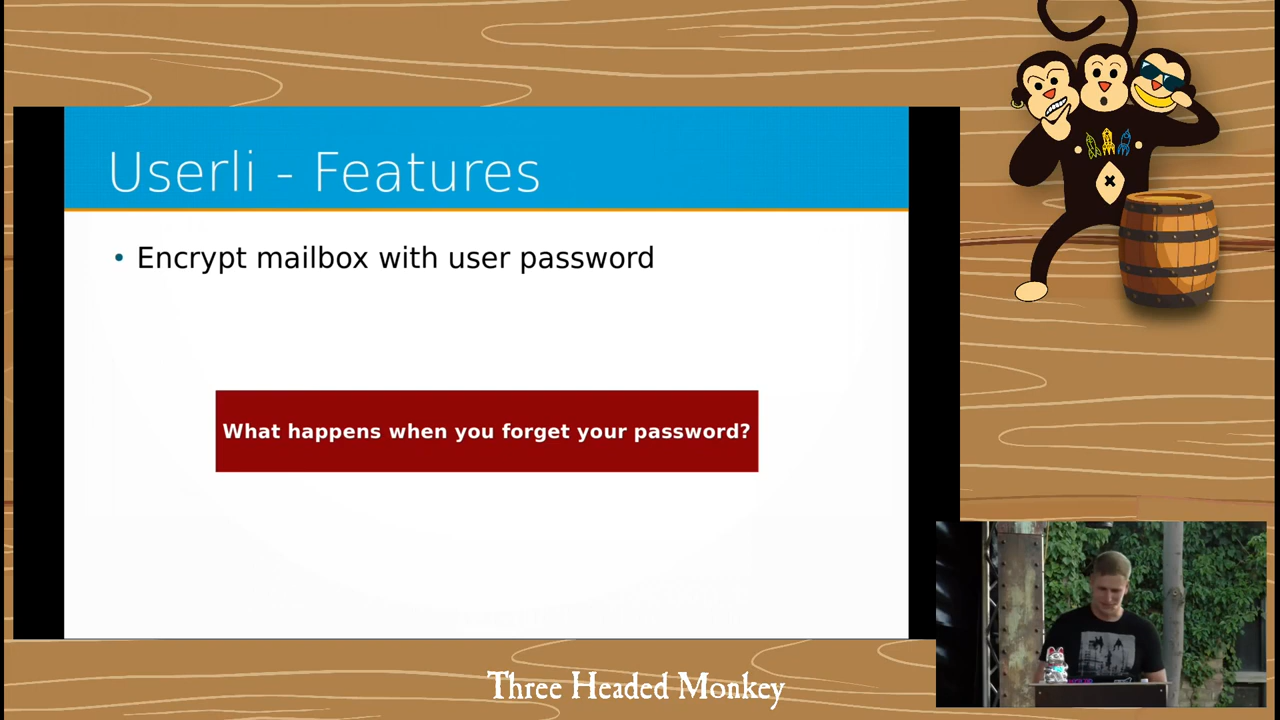 Userli - Features
• Encrypt mailbox with user password
What happens when you forget your password?
Three Headed Monkey